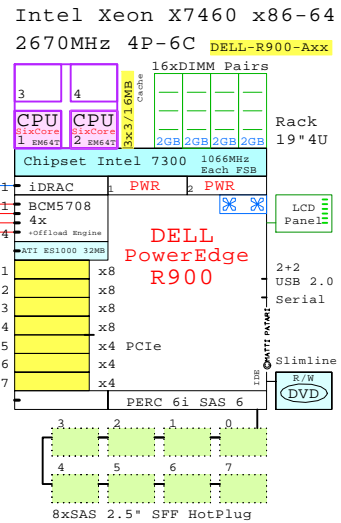 Intel Xeon X7460 x86-64
2670MHz 4P-6C DELL-R900-Axx
16xDIMM Pairs
3 4
3x3/16MB Cache
CPU CPU
SixCore SixCore
1 EM64T 2 EM64T
2GB 2GB 2GB 2GB
Rack
19"4U
Chipset Intel 7300 1066MHz
Each FSB
1 iDRAC 1 PWR 2 PWR
1 BCM5708
4x
4 +Offload Engine
ATI ES1000 32MB
LCD
Panel
DELL
PowerEdge
R900
1 x8
2 x8
3 x8
4 x8
5 x4 PCIe
6 x4
7 x4
2+2
USB 2.0
Serial
©MATTI PATARI
Slimline
IDE
R/W
DVD
PERC 6i SAS 6
3 2 1 0
4 5 6 7
8xSAS 2.5" SFF HotPlug